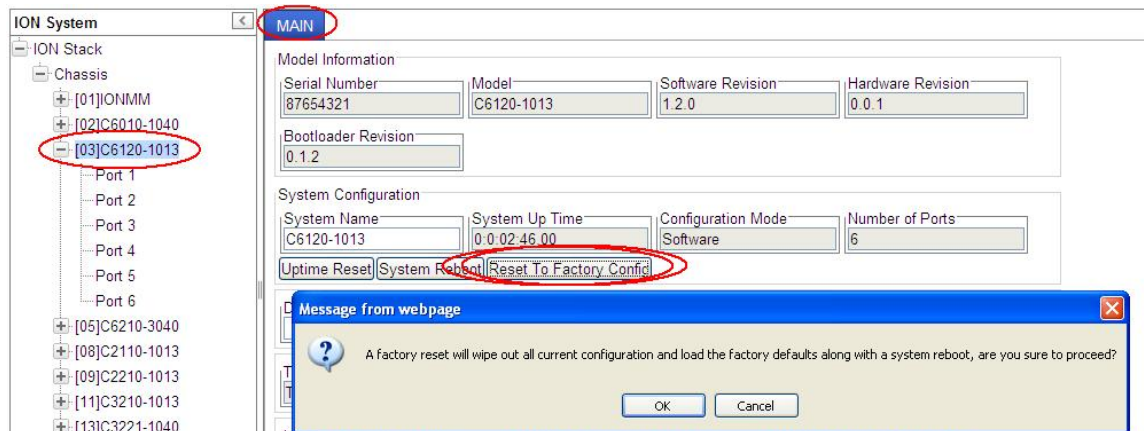 ION System
<
MAIN
ION Stack
Chassis
[01]IONMM
[02]C6010-1040
[03]C6120-1013
Port 1
Port 2
Port 3
Port 4
Port 5
Port 6
[05]C6210-3040
[08]C2110-1013
[09]C2210-1013
[11]C3210-1013
[13]C3221-1040
Model Information
Serial Number Model Software Revision Hardware Revision
87654321 C6120-1013 1.2.0 0.0.1
Bootloader Revision
0.1.2
System Configuration
System Name System Up Time Configuration Mode Number of Ports
C6120-1013 0:0:02:46.00 Software 6
Uptime Reset System Reboot Reset To Factory Config
Message from webpage
A factory reset will wipe out all current configuration and load the factory defaults along with a system reboot, are you sure to proceed?
OK Cancel